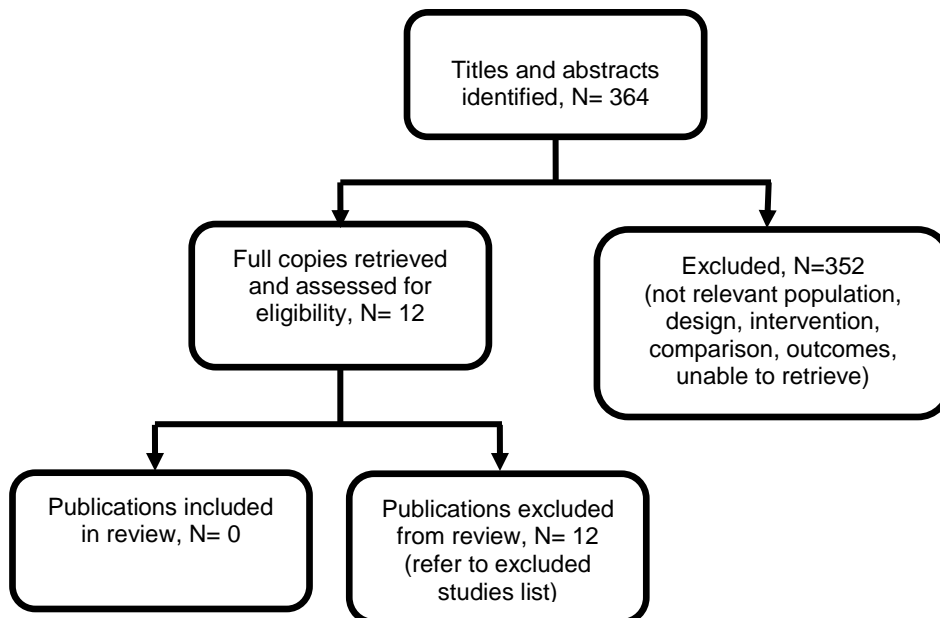 Titles and abstracts
identified, N= 364
Full copies retrieved
and assessed for
eligibility, N= 12
Excluded, N=352
(not relevant population,
design, intervention,
comparison, outcomes,
unable to retrieve)
Publications included
in review, N= 0
Publications excluded
from review, N= 12
(refer to excluded
studies list)